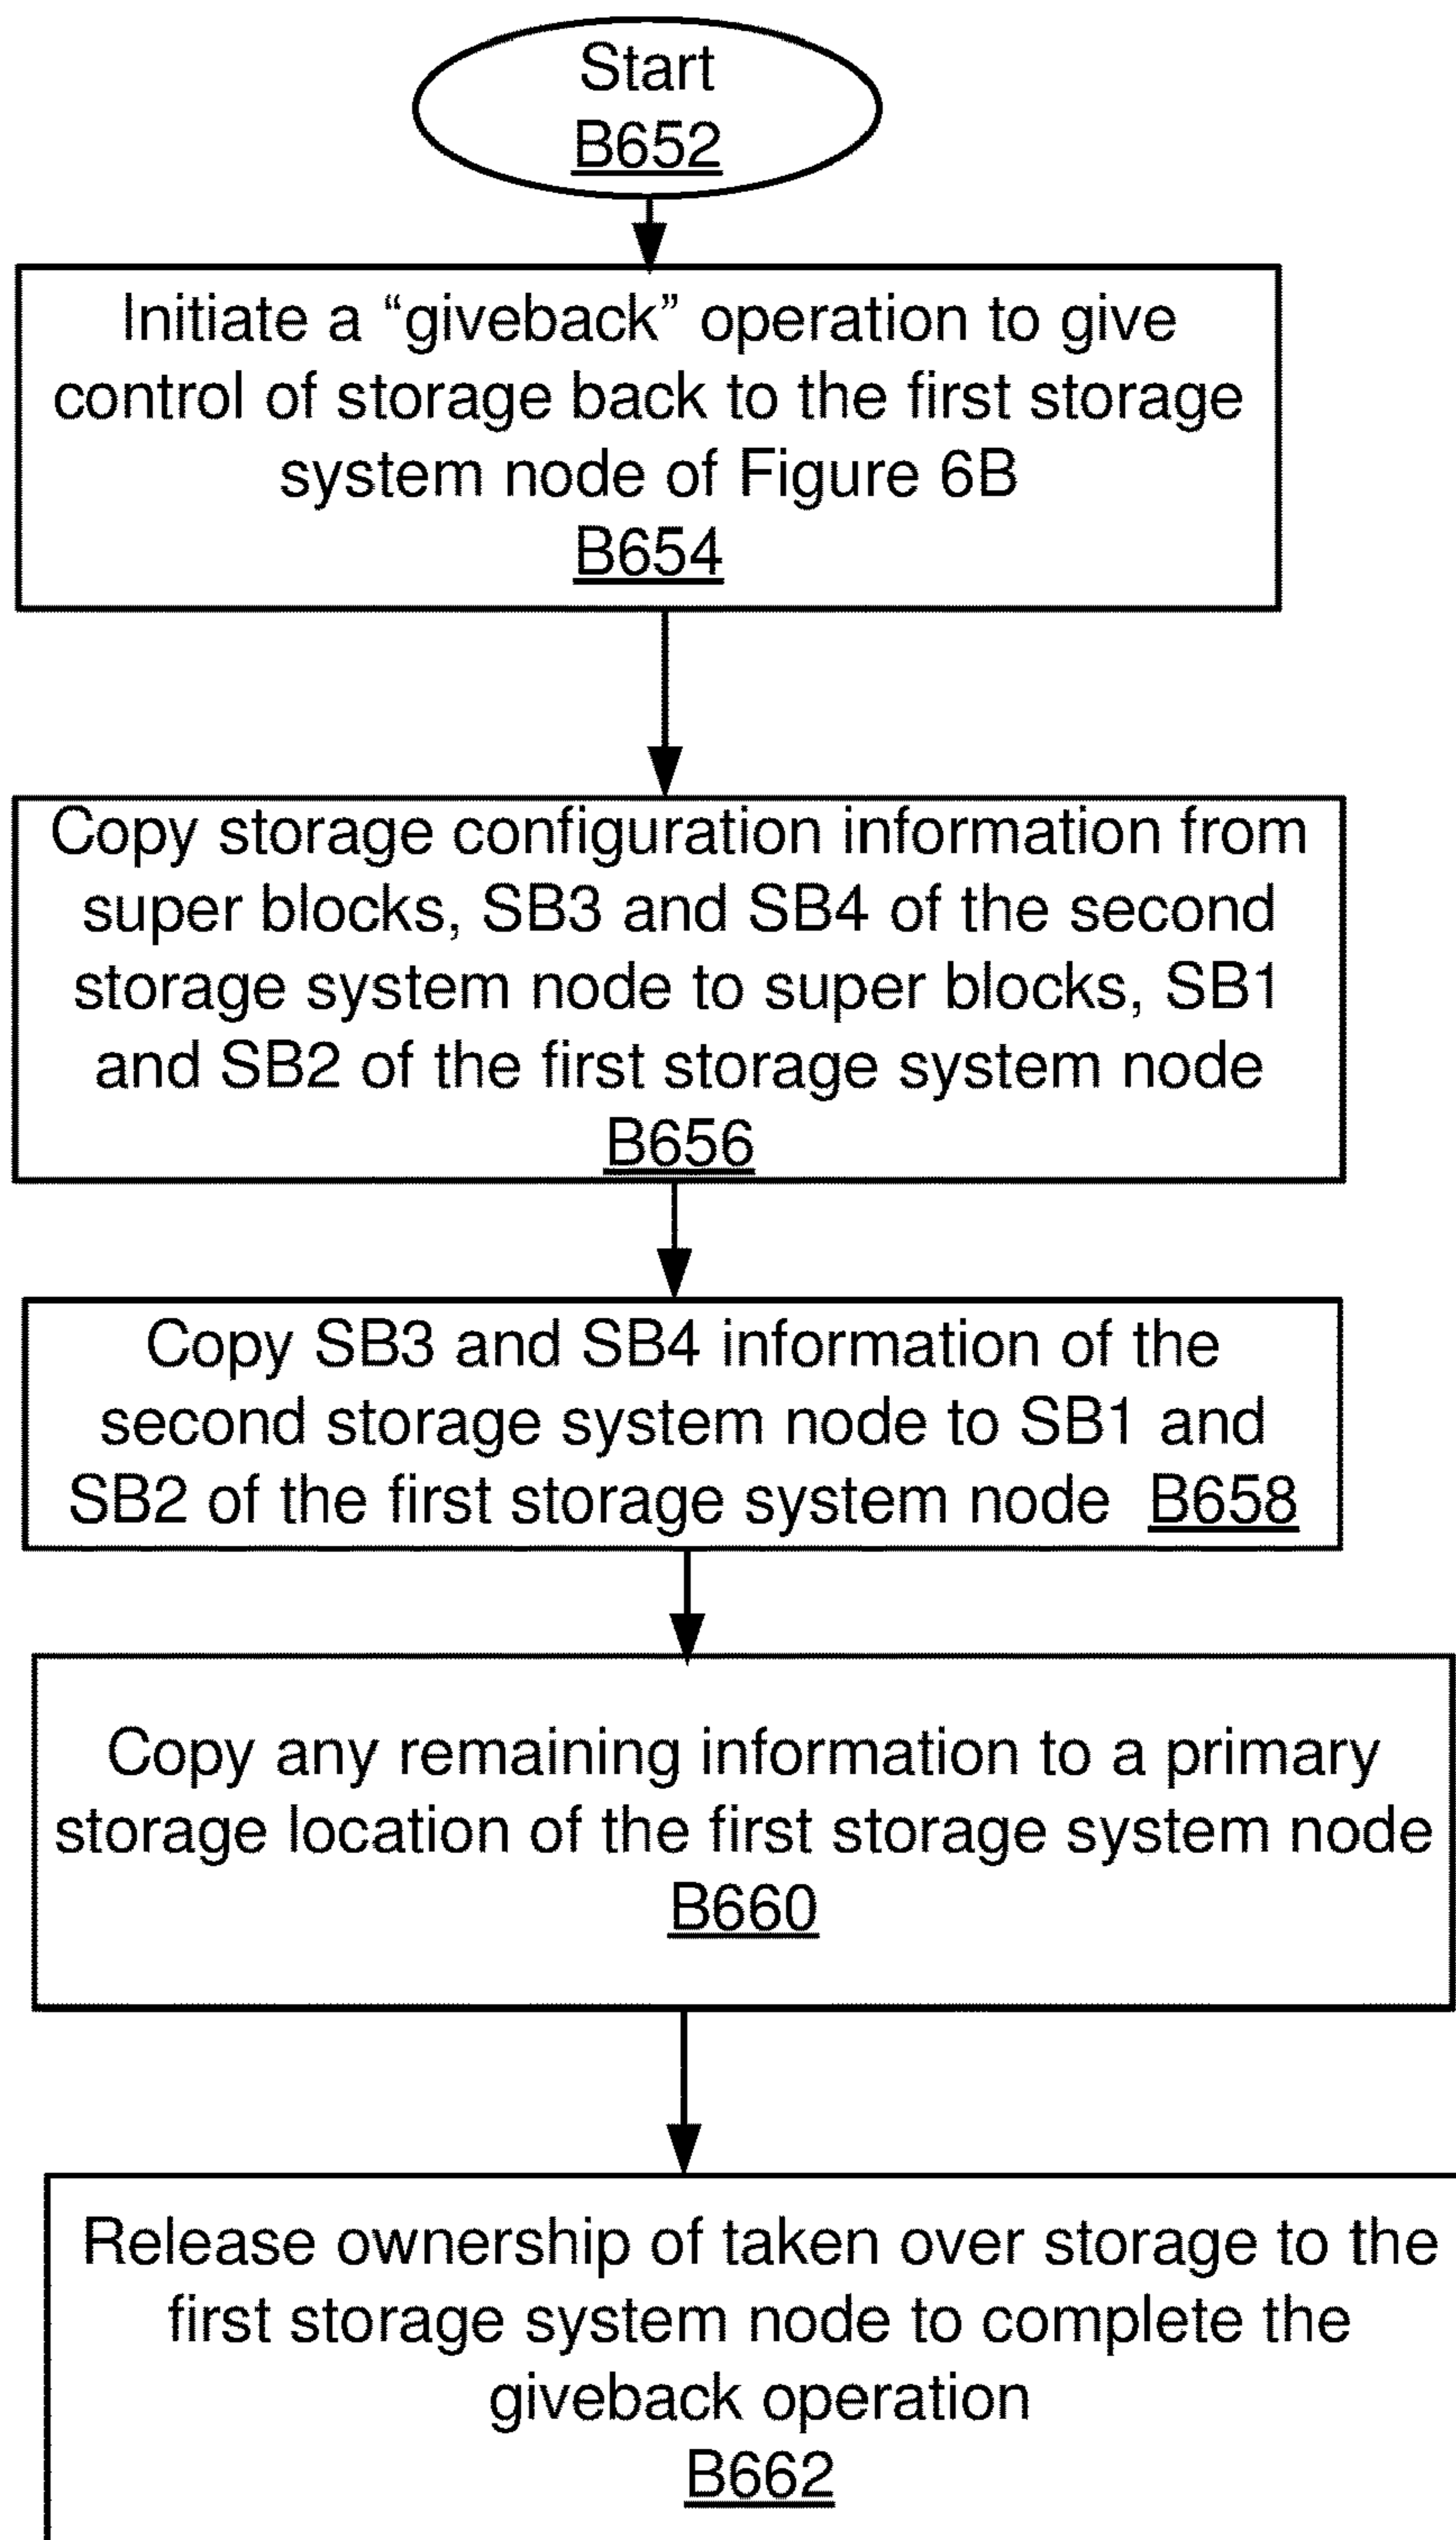 Start
B652
Initiate a “giveback” operation to give
control of storage back to the first storage
system node of Figure 6B
B654
Copy storage configuration information from
super blocks, SB3 and SB4 of the second
storage system node to super blocks, SB1
and SB2 of the first storage system node
B656
Copy SB3 and SB4 information of the
second storage system node to SB1 and
SB2 of the first storage system node B658
Copy any remaining information to a primary
storage location of the first storage system node
B660
Release ownership of taken over storage to the
first storage system node to complete the
giveback operation
B662